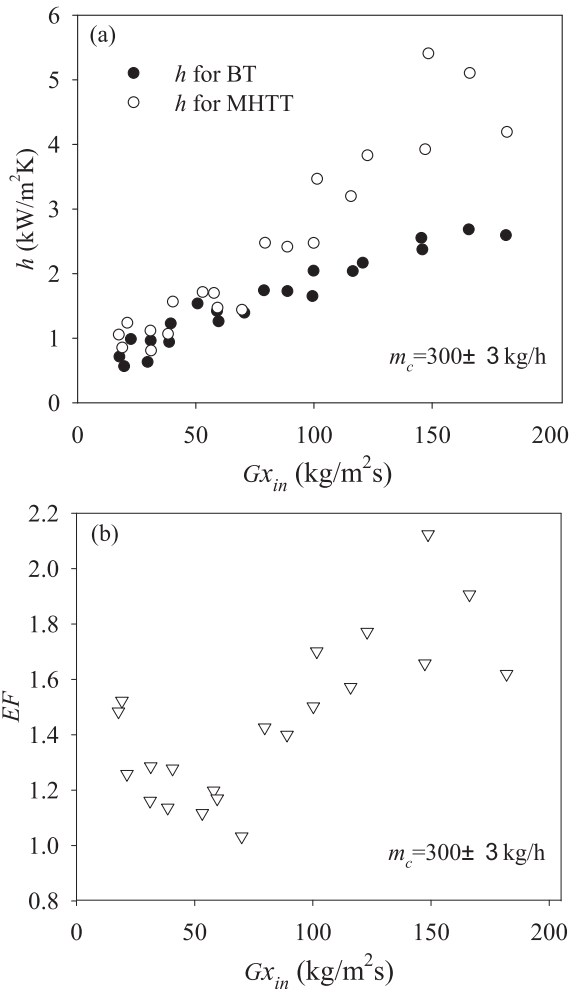 (a)
h for BT
h for MHTT
6
5
4
3
2
1
0
h (kW/m²K)
m_c=300± 3 kg/h
0 50 100 150 200
Gx_in (kg/m²s)
(b)
2.2
2.0
1.8
1.6
1.4
1.2
1.0
0.8
EF
m_c=300± 3 kg/h
0 50 100 150 200
Gx_in (kg/m²s)